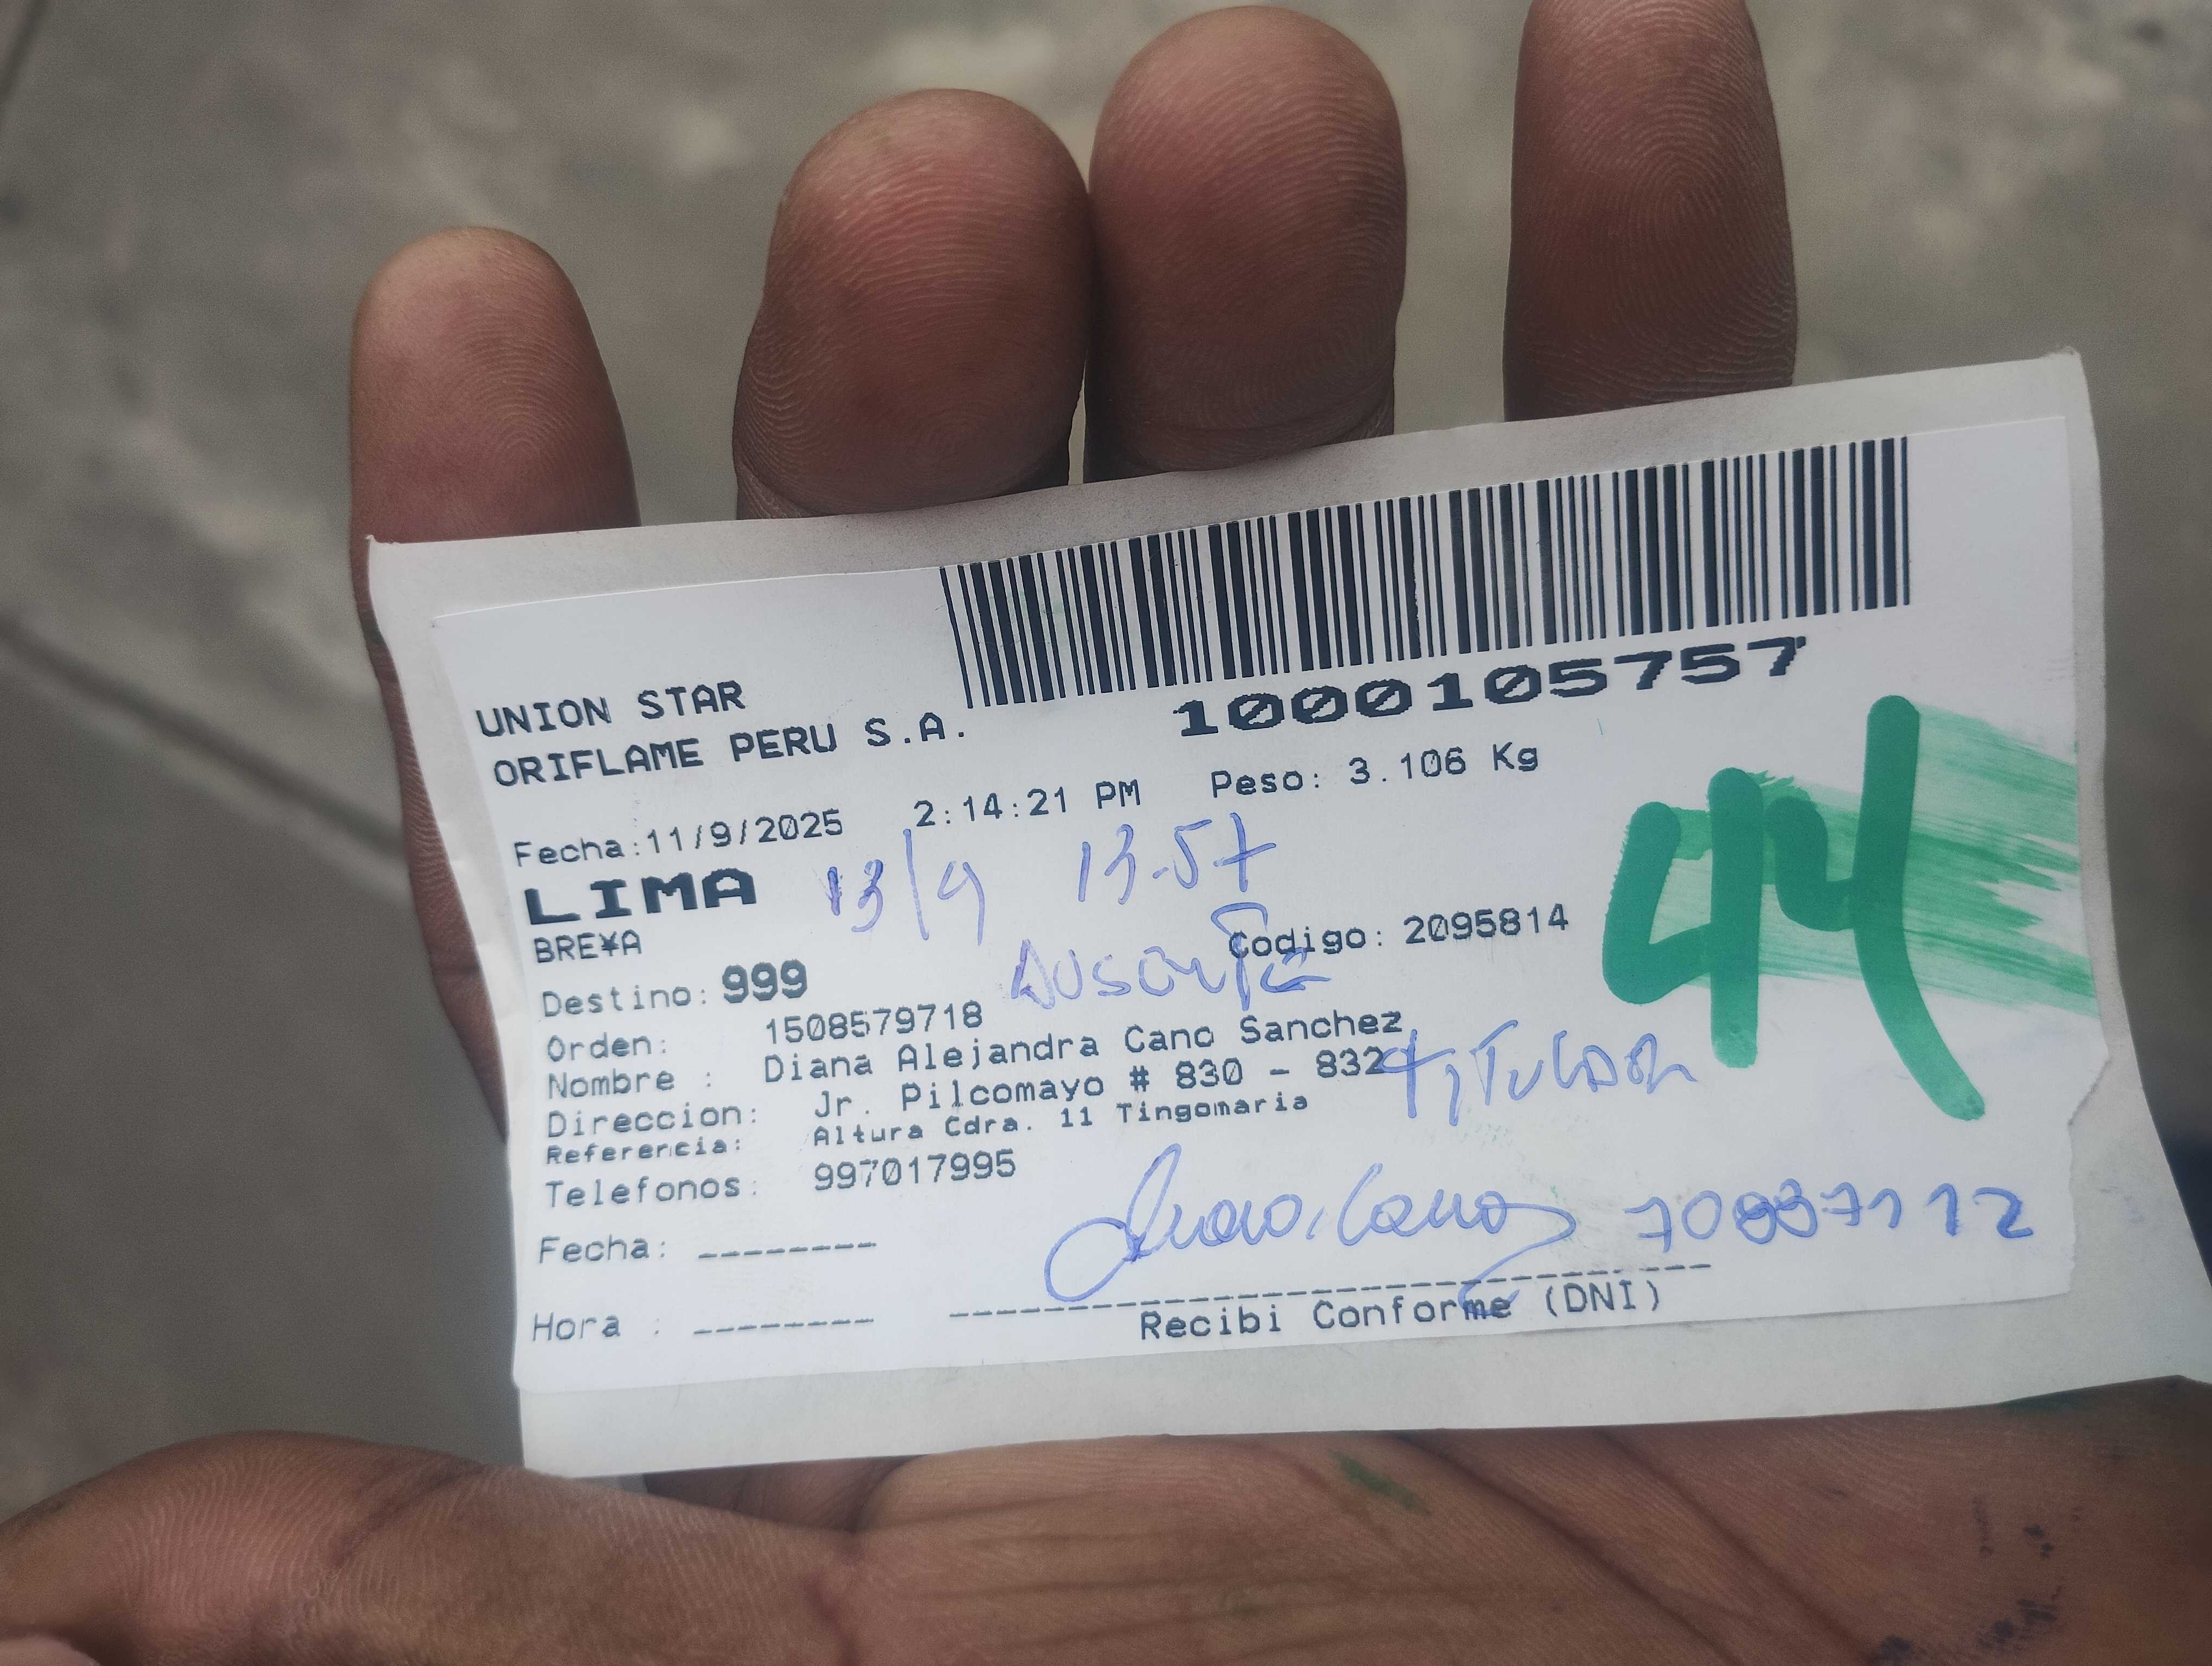 1000105757
UNION STAR
ORIFLAME PERU S.A.
Fecha:11/9/2025 2:14:21 PM Peso: 3.106 Kg
LIMA 13/9 13-57
BRE¥A
Codigo: 2095814
44
Destino: 999 AUSENTE
Orden: 1508579718
Nombre : Diana Alejandra Cano Sanchez
Direccion: Jr. Pilcomayo # 830 - 832 TiTULAR
Referencia: Altura Cdra. 11 Tingomaria
Telefonos: 997017995
Fecha: --------
Hora : --------
Recibi Conforme (DNI)